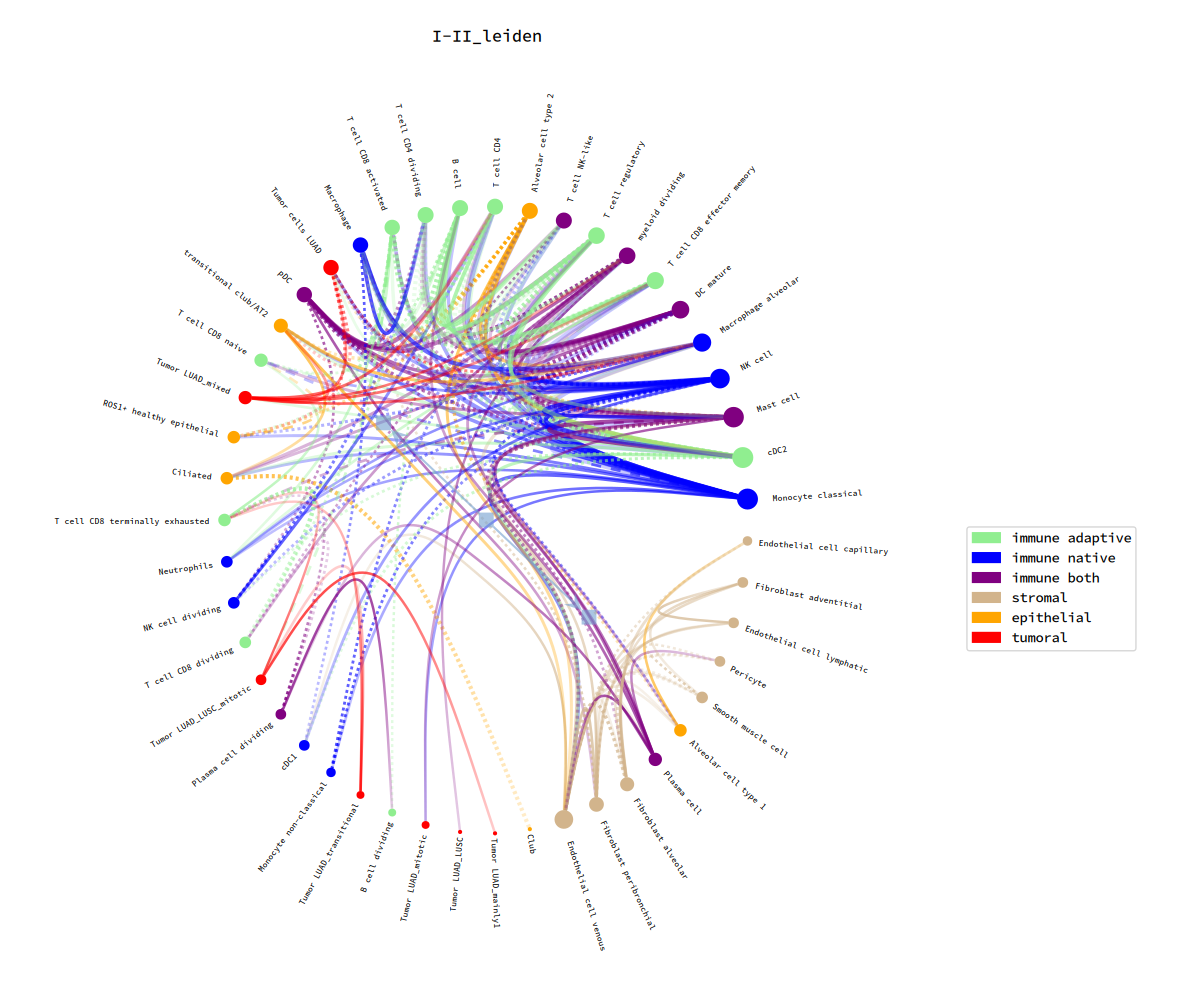 I-II_leiden
Alveolar cell type 2
T cell NK-like
T cell regulatory
myeloid dividing
T cell CD8 effector memory
DC mature
Macrophage alveolar
NK cell
Mast cell
cDC2
Monocyte classical
Endothelial cell capillary
Fibroblast adventitial
Endothelial cell lymphatic
Pericyte
Smooth muscle cell
Alveolar cell type 1
Plasma cell
Fibroblast alveolar
Fibroblast peribronchial
Endothelial cell venous
Club
Tumor LUAD_mainly1
Tumor LUAD_LUSC
Tumor LUAD_mitotic
B cell dividing
Tumor LUAD_transitional
Monocyte non-classical
cDC1
Plasma cell dividing
Tumor LUAD_LUSC_mitotic
T cell CD8 dividing
NK cell dividing
Neutrophils
T cell CD8 terminally exhausted
Ciliated
ROS1+ healthy epithelial
Tumor LUAD_mixed
T cell CD8 naive
transitional club/AT2
pDC
Tumor cells LUAD
Macrophage
T cell CD8 activated
T cell CD4 dividing
B cell
T cell CD4
immune adaptive
immune native
immune both
stromal
epithelial
tumoral